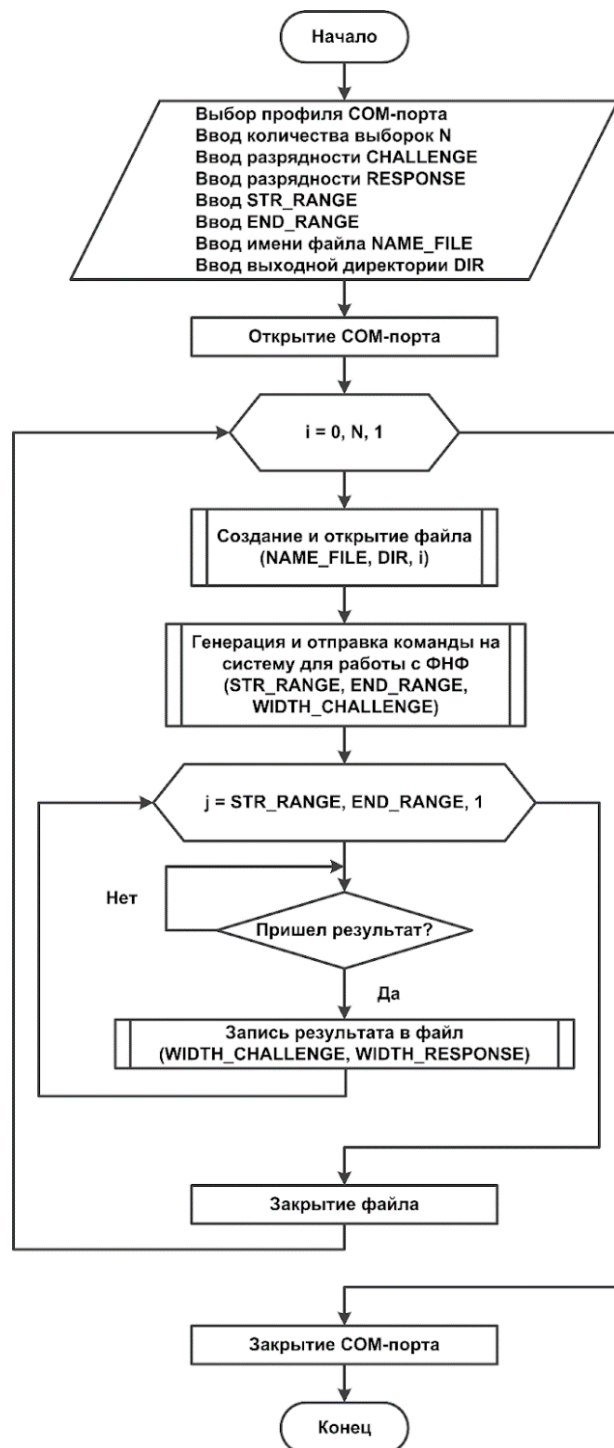 Начало
Выбор профиля COM-порта
Ввод количества выборок N
Ввод разрядности CHALLENGE
Ввод разрядности RESPONSE
Ввод STR_RANGE
Ввод END_RANGE
Ввод имени файла NAME_FILE
Ввод выходной директории DIR
Открытие COM-порта
i = 0, N, 1
Создание и открытие файла
(NAME_FILE, DIR, i)
Генерация и отправка команды на
систему для работы с ФНФ
(STR_RANGE, END_RANGE,
WIDTH_CHALLENGE)
j = STR_RANGE, END_RANGE, 1
Нет
Пришел результат?
Да
Запись результата в файл
(WIDTH_CHALLENGE, WIDTH_RESPONSE)
Закрытие файла
Закрытие COM-порта
Конец